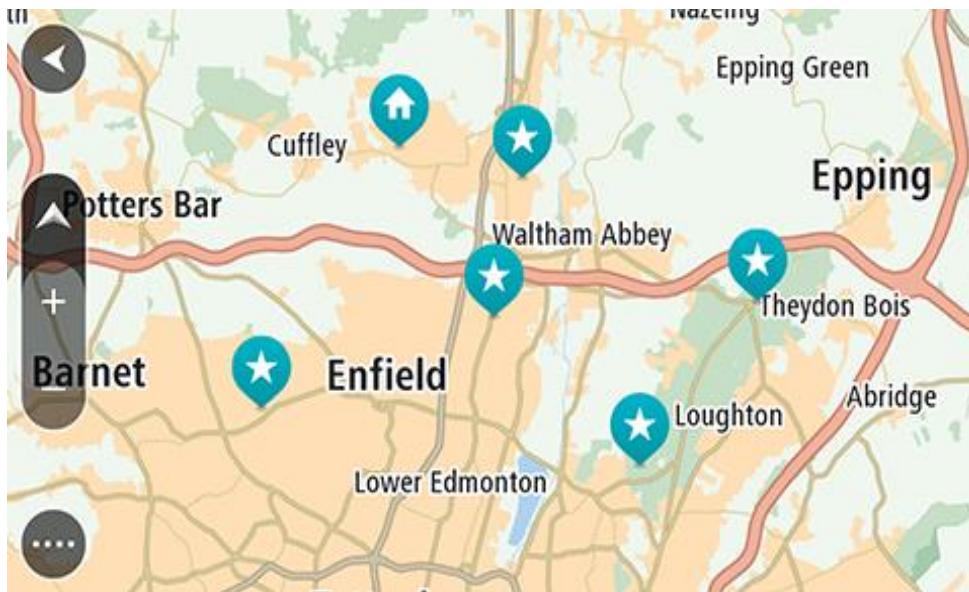 Nazeing
Epping Green
Cuffley
Epping
Potters Bar
Waltham Abbey
Theydon Bois
Barnet
Enfield
Abridge
Loughton
Lower Edmonton